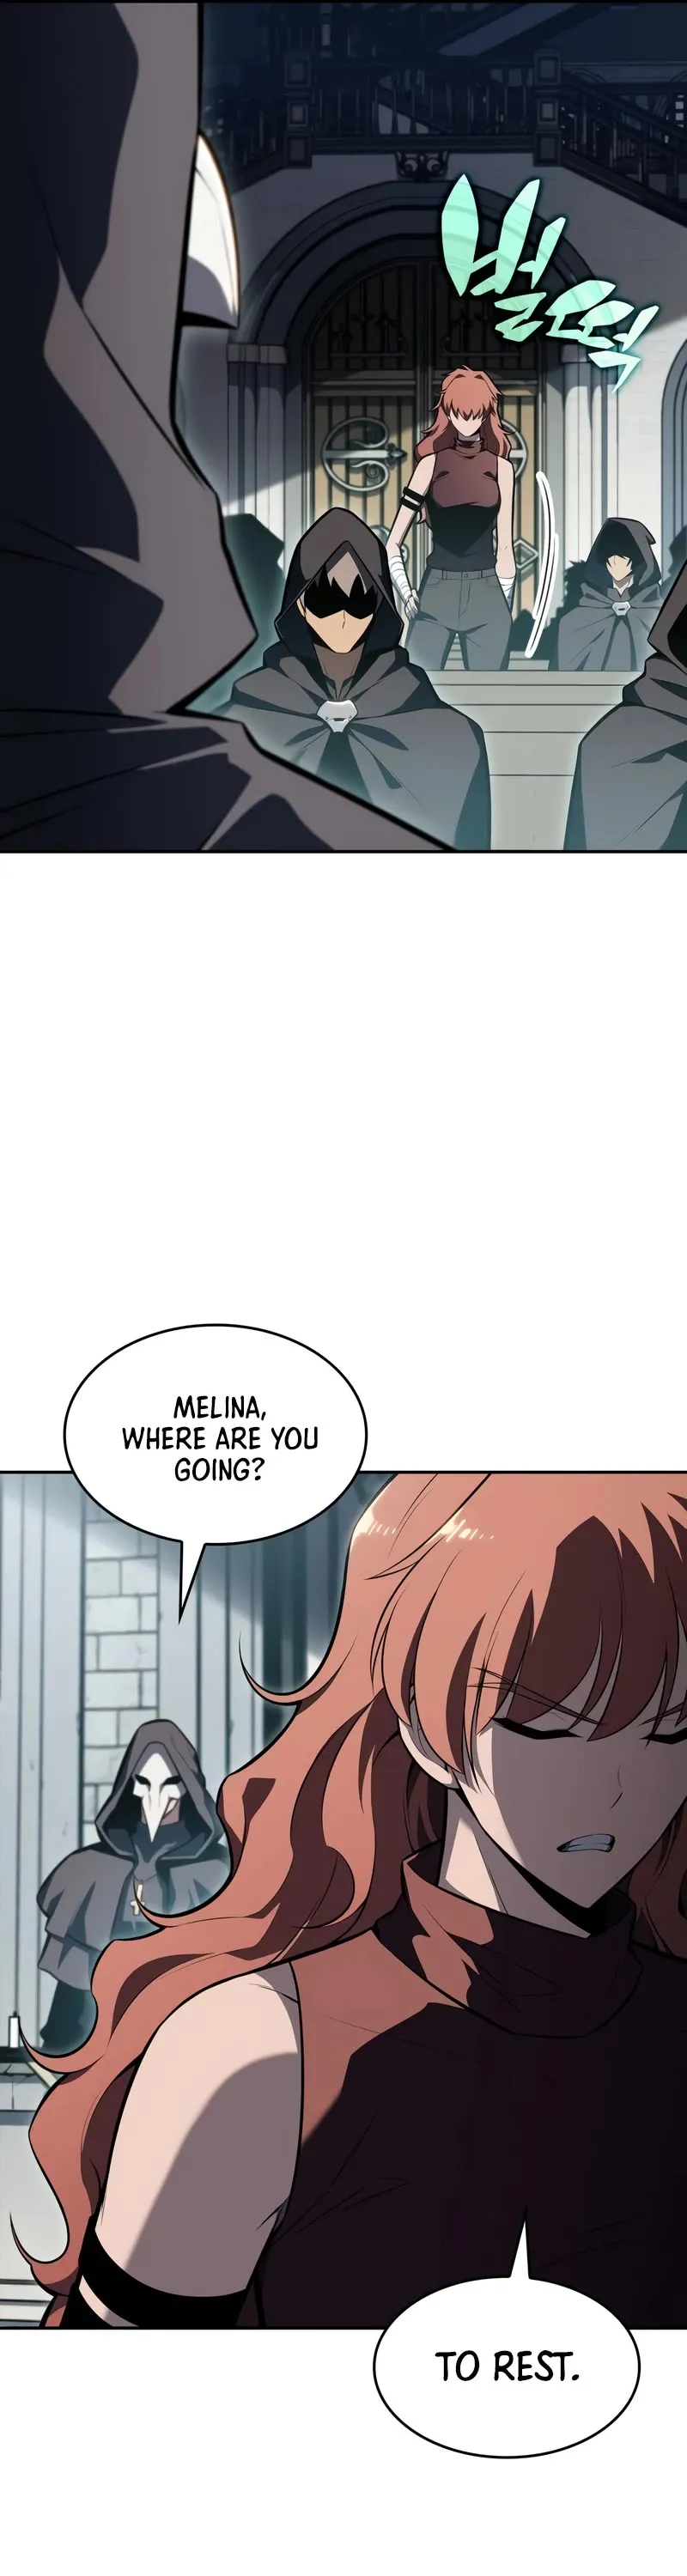 벌떡
MELINA,
WHERE ARE YOU
GOING?
TO REST.